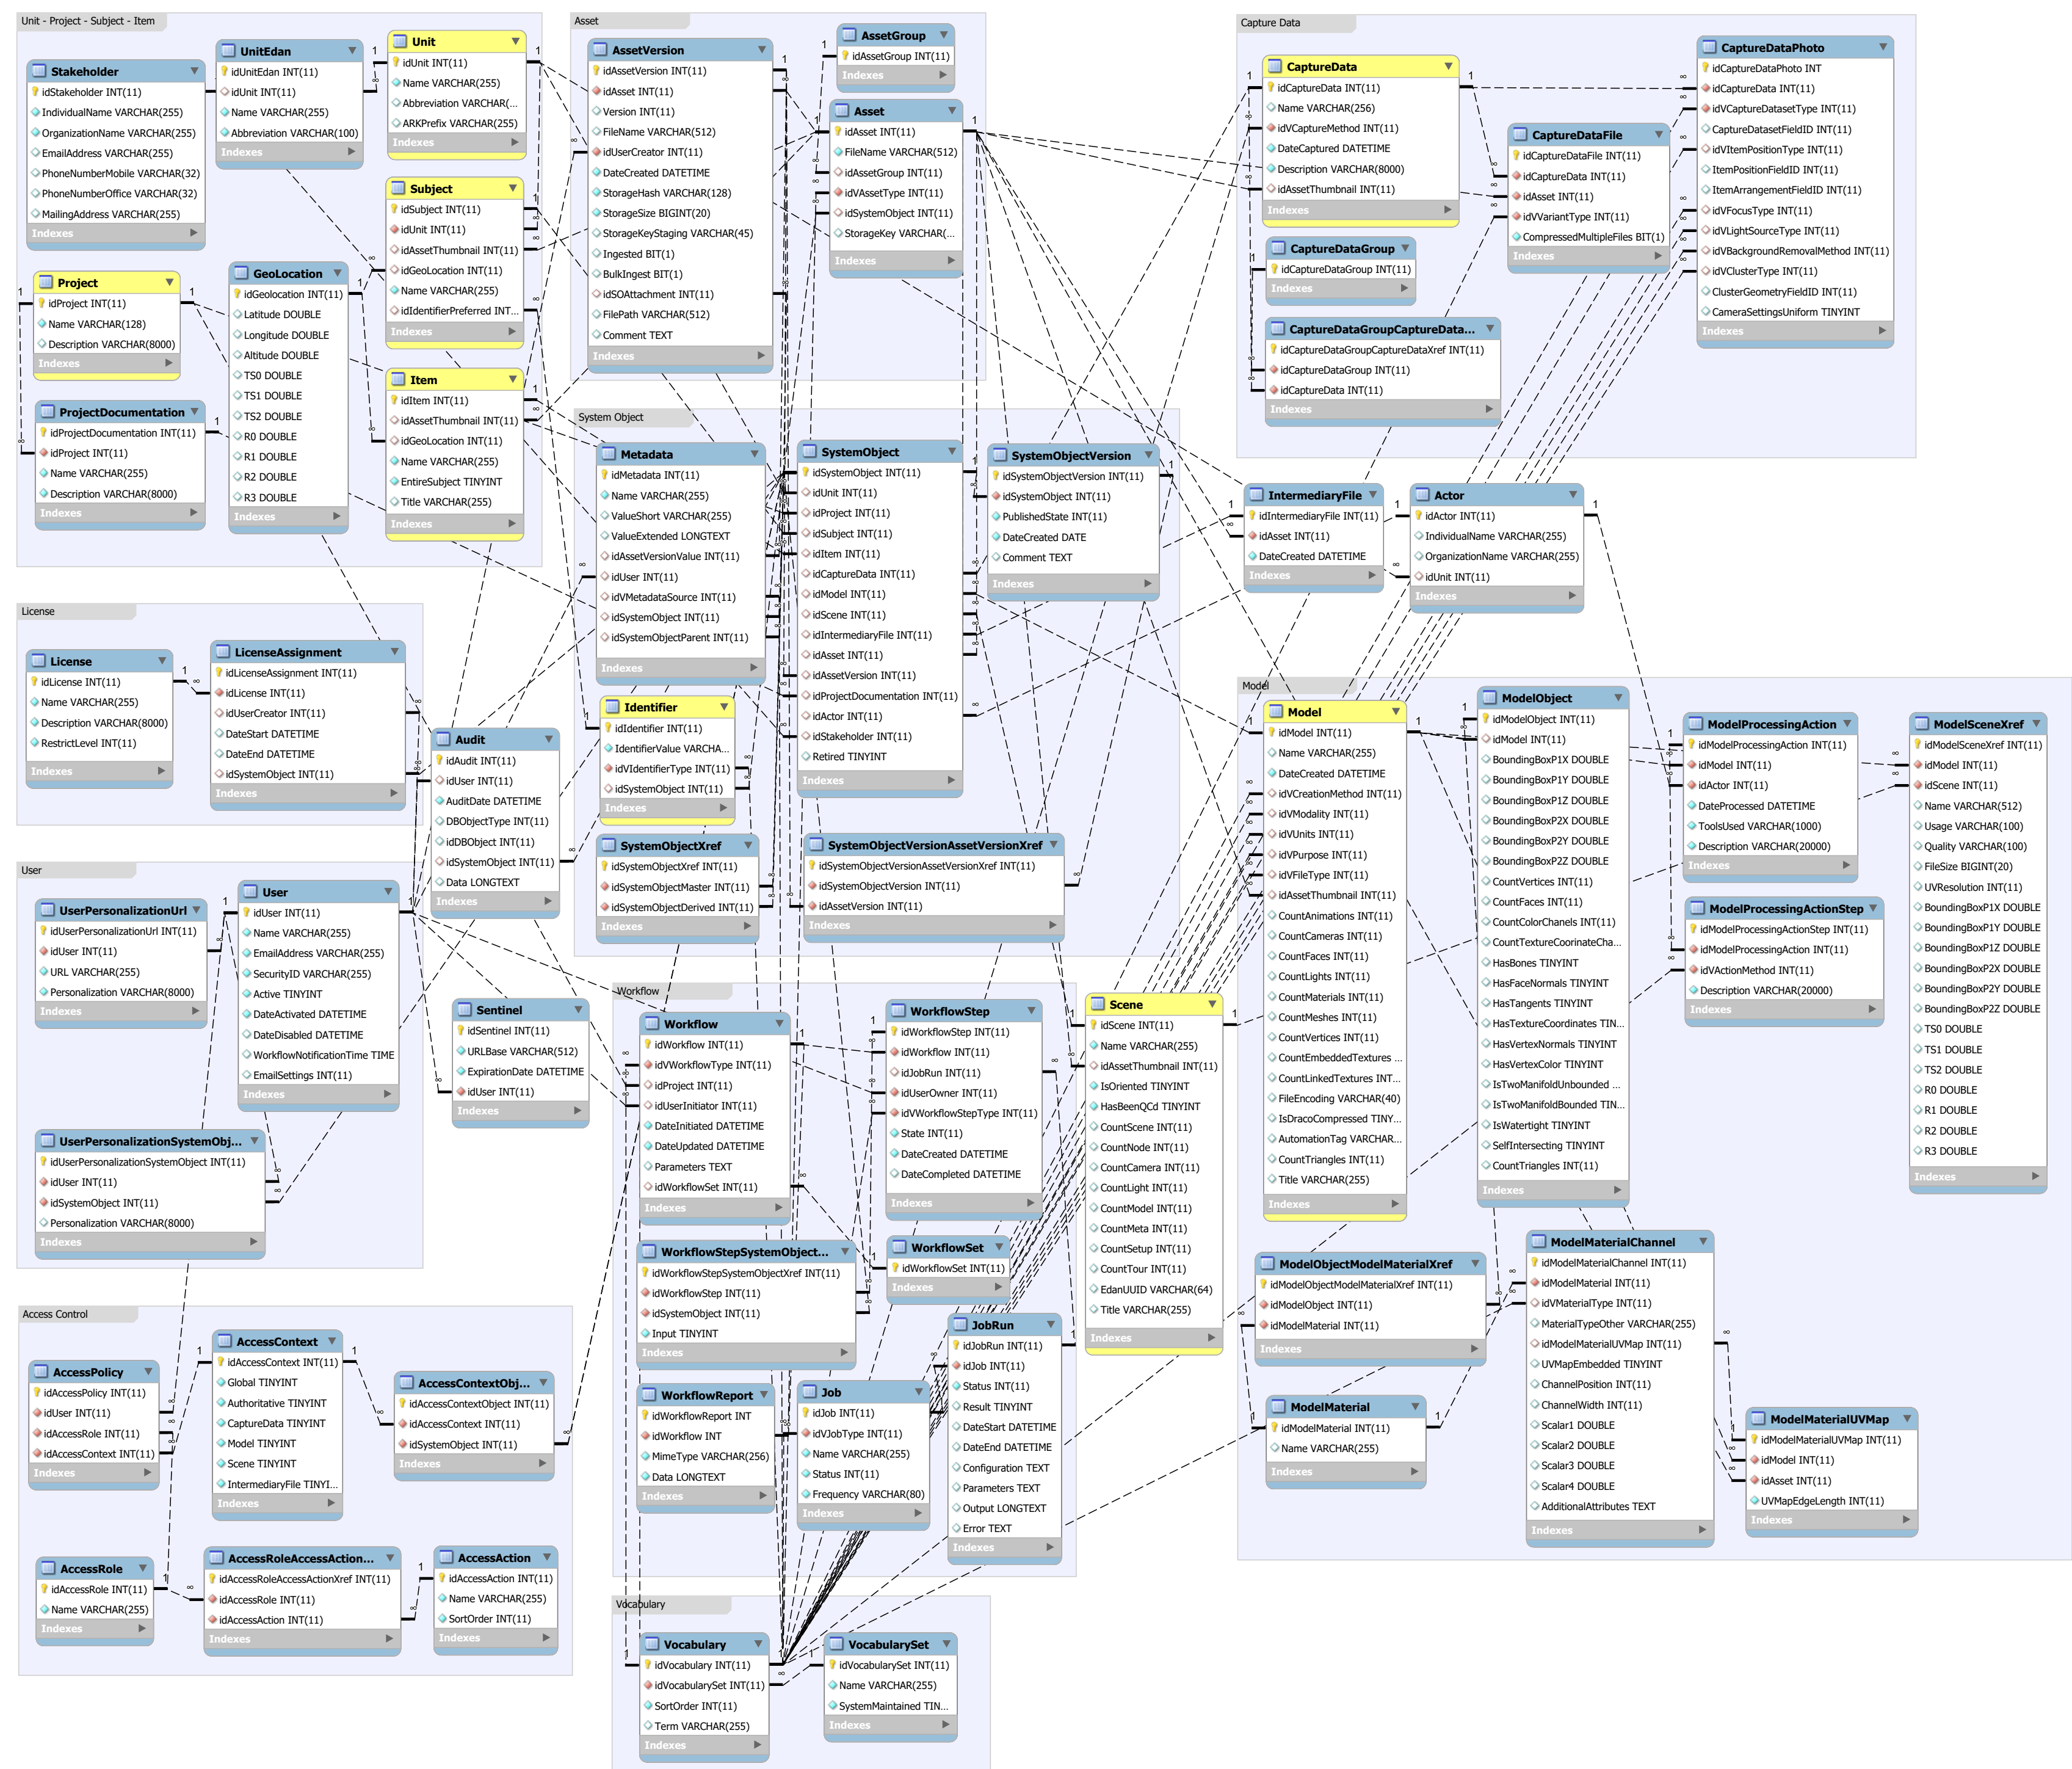 Unit - Project - Subject - Item
Stakeholder
idStakeholder INT(11)
IndividualName VARCHAR(255)
OrganizationName VARCHAR(255)
EmailAddress VARCHAR(255)
PhoneNumberMobile VARCHAR(32)
PhoneNumberOffice VARCHAR(32)
MailingAddress VARCHAR(255)
Indexes
UnitEdan
idUnitEdan INT(11)
idUnit INT(11)
Name VARCHAR(255)
Abbreviation VARCHAR(100)
Indexes
Unit
idUnit INT(11)
Name VARCHAR(255)
Abbreviation VARCHAR(...
ARKPrefix VARCHAR(255)
Indexes
Subject
idSubject INT(11)
idUnit INT(11)
idAssetThumbnail INT(11)
idGeoLocation INT(11)
Name VARCHAR(255)
idIdentifierPreferred INT...
Indexes
Project
idProject INT(11)
Name VARCHAR(128)
Description VARCHAR(8000)
Indexes
GeoLocation
idGeolocation INT(11)
Latitude DOUBLE
Longitude DOUBLE
Altitude DOUBLE
TS0 DOUBLE
TS1 DOUBLE
TS2 DOUBLE
R0 DOUBLE
R1 DOUBLE
R2 DOUBLE
R3 DOUBLE
Indexes
Item
idItem INT(11)
idAssetThumbnail INT(11)
idGeoLocation INT(11)
Name VARCHAR(255)
EntireSubject TINYINT
Title VARCHAR(255)
Indexes
ProjectDocumentation
idProjectDocumentation INT(11)
idProject INT(11)
Name VARCHAR(255)
Description VARCHAR(8000)
Indexes
Asset
AssetVersion
idAssetVersion INT(11)
idAsset INT(11)
Version INT(11)
FileName VARCHAR(512)
idUserCreator INT(11)
DateCreated DATETIME
StorageHash VARCHAR(128)
StorageSize BIGINT(20)
StorageKeyStaging VARCHAR(45)
Ingested BIT(1)
BulkIngest BIT(1)
idSOAttachment INT(11)
FilePath VARCHAR(512)
Comment TEXT
Indexes
AssetGroup
idAssetGroup INT(11)
Indexes
Asset
idAsset INT(11)
FileName VARCHAR(512)
idAssetGroup INT(11)
idVAssetType INT(11)
idSystemObject INT(11)
StorageKey VARCHAR(...
Indexes
Capture Data
CaptureData
idCaptureData INT(11)
Name VARCHAR(256)
idVCaptureMethod INT(11)
DateCaptured DATETIME
Description VARCHAR(8000)
idAssetThumbnail INT(11)
Indexes
CaptureDataGroup
idCaptureDataGroup INT(11)
Indexes
CaptureDataGroupCaptureData...
idCaptureDataGroupCaptureDataXref INT(11)
idCaptureDataGroup INT(11)
idCaptureData INT(11)
Indexes
CaptureDataFile
idCaptureDataFile INT(11)
idCaptureData INT(11)
idAsset INT(11)
idVVariantType INT(11)
CompressedMultipleFiles BIT(1)
Indexes
CaptureDataPhoto
idCaptureDataPhoto INT
idCaptureData INT(11)
idVCaptureDatasetType INT(11)
CaptureDatasetFieldID INT(11)
idVItemPositionType INT(11)
ItemPositionFieldID INT(11)
ItemArrangementFieldID INT(11)
idVFocusType INT(11)
idVLightSourceType INT(11)
idVBackgroundRemovalMethod INT(11)
idVClusterType INT(11)
ClusterGeometryFieldID INT(11)
CameraSettingsUniform TINYINT
Indexes
System Object
Metadata
idMetadata INT(11)
Name VARCHAR(255)
ValueShort VARCHAR(255)
ValueExtended LONGTEXT
idAssetVersionValue INT(11)
idUser INT(11)
idVMetadataSource INT(11)
idSystemObject INT(11)
idSystemObjectParent INT(11)
Indexes
SystemObject
idSystemObject INT(11)
idUnit INT(11)
idProject INT(11)
idSubject INT(11)
idItem INT(11)
idCaptureData INT(11)
idModel INT(11)
idScene INT(11)
idIntermediaryFile INT(11)
idAsset INT(11)
idAssetVersion INT(11)
idProjectDocumentation INT(11)
idActor INT(11)
idStakeholder INT(11)
Retired TINYINT
Indexes
SystemObjectVersion
idSystemObjectVersion INT(11)
idSystemObject INT(11)
PublishedState INT(11)
DateCreated DATE
Comment TEXT
Indexes
Identifier
idIdentifier INT(11)
IdentifierValue VARCHA...
idVIdentifierType INT(11)
idSystemObject INT(11)
Indexes
SystemObjectXref
idSystemObjectXref INT(11)
idSystemObjectMaster INT(11)
idSystemObjectDerived INT(11)
Indexes
SystemObjectVersionAssetVersionXref
idSystemObjectVersionAssetVersionXref INT(11)
idSystemObjectVersion INT(11)
idAssetVersion INT(11)
Indexes
IntermediaryFile
idIntermediaryFile INT(11)
idAsset INT(11)
DateCreated DATETIME
Indexes
Actor
idActor INT(11)
IndividualName VARCHAR(255)
OrganizationName VARCHAR(255)
idUnit INT(11)
Indexes
License
License
idLicense INT(11)
Name VARCHAR(255)
Description VARCHAR(8000)
RestrictLevel INT(11)
Indexes
LicenseAssignment
idLicenseAssignment INT(11)
idLicense INT(11)
idUserCreator INT(11)
DateStart DATETIME
DateEnd DATETIME
idSystemObject INT(11)
Indexes
Audit
idAudit INT(11)
idUser INT(11)
AuditDate DATETIME
DBObjectType INT(11)
idDBObject INT(11)
idSystemObject INT(11)
Data LONGTEXT
User
UserPersonalizationUrl
idUserPersonalizationUrl INT(11)
idUser INT(11)
URL VARCHAR(255)
Personalization VARCHAR(8000)
Indexes
User
idUser INT(11)
Name VARCHAR(255)
EmailAddress VARCHAR(255)
SecurityID VARCHAR(255)
Active TINYINT
DateActivated DATETIME
DateDisabled DATETIME
WorkflowNotificationTime TIME
EmailSettings INT(11)
Indexes
UserPersonalizationSystemObj...
idUserPersonalizationSystemObject INT(11)
idUser INT(11)
idSystemObject INT(11)
Personalization VARCHAR(8000)
Indexes
Sentinel
idSentinel INT(11)
URLBase VARCHAR(512)
ExpirationDate DATETIME
idUser INT(11)
Indexes
Workflow
Workflow
idWorkflow INT(11)
idVWorkflowType INT(11)
idProject INT(11)
idUserInitiator INT(11)
DateInitiated DATETIME
DateUpdated DATETIME
Parameters TEXT
idWorkflowSet INT(11)
Indexes
WorkflowStep
idWorkflowStep INT(11)
idWorkflow INT(11)
idJobRun INT(11)
idUserOwner INT(11)
idVWorkflowStepType INT(11)
State INT(11)
DateCreated DATETIME
DateCompleted DATETIME
Indexes
WorkflowStepSystemObject...
idWorkflowStepSystemObjectXref INT(11)
idWorkflowStep INT(11)
idSystemObject INT(11)
Input TINYINT
Indexes
WorkflowSet
idWorkflowSet INT(11)
Indexes
WorkflowReport
idWorkflowReport INT
idWorkflow INT
MimeType VARCHAR(256)
Data LONGTEXT
Indexes
Job
idJob INT(11)
idVJobType INT(11)
Name VARCHAR(255)
Status INT(11)
Frequency VARCHAR(80)
Indexes
JobRun
idJobRun INT(11)
idJob INT(11)
Status INT(11)
Result TINYINT
DateStart DATETIME
DateEnd DATETIME
Configuration TEXT
Parameters TEXT
Output LONGTEXT
Error TEXT
Indexes
Scene
idScene INT(11)
Name VARCHAR(255)
idAssetThumbnail INT(11)
IsOriented TINYINT
HasBeenQCd TINYINT
CountScene INT(11)
CountNode INT(11)
CountCamera INT(11)
CountLight INT(11)
CountModel INT(11)
CountMeta INT(11)
CountSetup INT(11)
CountTour INT(11)
EdanUUID VARCHAR(64)
Title VARCHAR(255)
Indexes
Model
Model
idModel INT(11)
Name VARCHAR(255)
DateCreated DATETIME
idVCreationMethod INT(11)
idVModality INT(11)
idVUnits INT(11)
idVPurpose INT(11)
idVFileType INT(11)
idAssetThumbnail INT(11)
CountAnimations INT(11)
CountCameras INT(11)
CountFaces INT(11)
CountLights INT(11)
CountMaterials INT(11)
CountMeshes INT(11)
CountVertices INT(11)
CountEmbeddedTextures ...
CountLinkedTextures INT...
FileEncoding VARCHAR(40)
IsDracoCompressed TINY...
AutomationTag VARCHAR...
CountTriangles INT(11)
Title VARCHAR(255)
Indexes
ModelObject
idModelObject INT(11)
idModel INT(11)
BoundingBoxP1X DOUBLE
BoundingBoxP1Y DOUBLE
BoundingBoxP1Z DOUBLE
BoundingBoxP2X DOUBLE
BoundingBoxP2Y DOUBLE
BoundingBoxP2Z DOUBLE
CountVertices INT(11)
CountFaces INT(11)
CountColorChanels INT(11)
CountTextureCoorinateCha...
HasBones TINYINT
HasFaceNormals TINYINT
HasTangents TINYINT
HasTextureCoordinates TIN...
HasVertexNormals TINYINT
HasVertexColor TINYINT
IsTwoManifoldUnbounded ...
IsTwoManifoldBounded TIN...
IsWatertight TINYINT
SelfIntersecting TINYINT
CountTriangles INT(11)
Indexes
ModelProcessingAction
idModelProcessingAction INT(11)
idModel INT(11)
idActor INT(11)
DateProcessed DATETIME
ToolsUsed VARCHAR(1000)
Description VARCHAR(20000)
Indexes
ModelProcessingActionStep
idModelProcessingActionStep INT(11)
idModelProcessingAction INT(11)
idVActionMethod INT(11)
Description VARCHAR(20000)
Indexes
ModelSceneXref
idModelSceneXref INT(11)
idModel INT(11)
idScene INT(11)
Name VARCHAR(512)
Usage VARCHAR(100)
Quality VARCHAR(100)
FileSize BIGINT(20)
UVResolution INT(11)
BoundingBoxP1X DOUBLE
BoundingBoxP1Y DOUBLE
BoundingBoxP1Z DOUBLE
BoundingBoxP2X DOUBLE
BoundingBoxP2Y DOUBLE
BoundingBoxP2Z DOUBLE
TS0 DOUBLE
TS1 DOUBLE
TS2 DOUBLE
R0 DOUBLE
R1 DOUBLE
R2 DOUBLE
R3 DOUBLE
Indexes
ModelObjectModelMaterialXref
idModelObjectModelMaterialXref INT(11)
idModelObject INT(11)
idModelMaterial INT(11)
Indexes
ModelMaterial
idModelMaterial INT(11)
Name VARCHAR(255)
Indexes
ModelMaterialChannel
idModelMaterialChannel INT(11)
idModelMaterial INT(11)
idVMaterialType INT(11)
MaterialTypeOther VARCHAR(255)
idModelMaterialUVMap INT(11)
UVMapEmbedded TINYINT
ChannelPosition INT(11)
ChannelWidth INT(11)
Scalar1 DOUBLE
Scalar2 DOUBLE
Scalar3 DOUBLE
Scalar4 DOUBLE
AdditionalAttributes TEXT
Indexes
ModelMaterialUVMap
idModelMaterialUVMap INT(11)
idModel INT(11)
idAsset INT(11)
UVMapEdgeLength INT(11)
Indexes
Access Control
AccessPolicy
idAccessPolicy INT(11)
idUser INT(11)
idAccessRole INT(11)
idAccessContext INT(11)
Indexes
AccessContext
idAccessContext INT(11)
Global TINYINT
Authoritative TINYINT
CaptureData TINYINT
Model TINYINT
Scene TINYINT
IntermediaryFile TINYI...
Indexes
AccessContextObj...
idAccessContextObject INT(11)
idAccessContext INT(11)
idSystemObject INT(11)
Indexes
AccessRole
idAccessRole INT(11)
Name VARCHAR(255)
Indexes
AccessRoleAccessAction...
idAccessRoleAccessActionXref INT(11)
idAccessRole INT(11)
idAccessAction INT(11)
Indexes
AccessAction
idAccessAction INT(11)
Name VARCHAR(255)
SortOrder INT(11)
Indexes
Vocabulary
Vocabulary
idVocabulary INT(11)
idVocabularySet INT(11)
SortOrder INT(11)
Term VARCHAR(255)
Indexes
VocabularySet
idVocabularySet INT(11)
Name VARCHAR(255)
SystemMaintained TIN...
Indexes